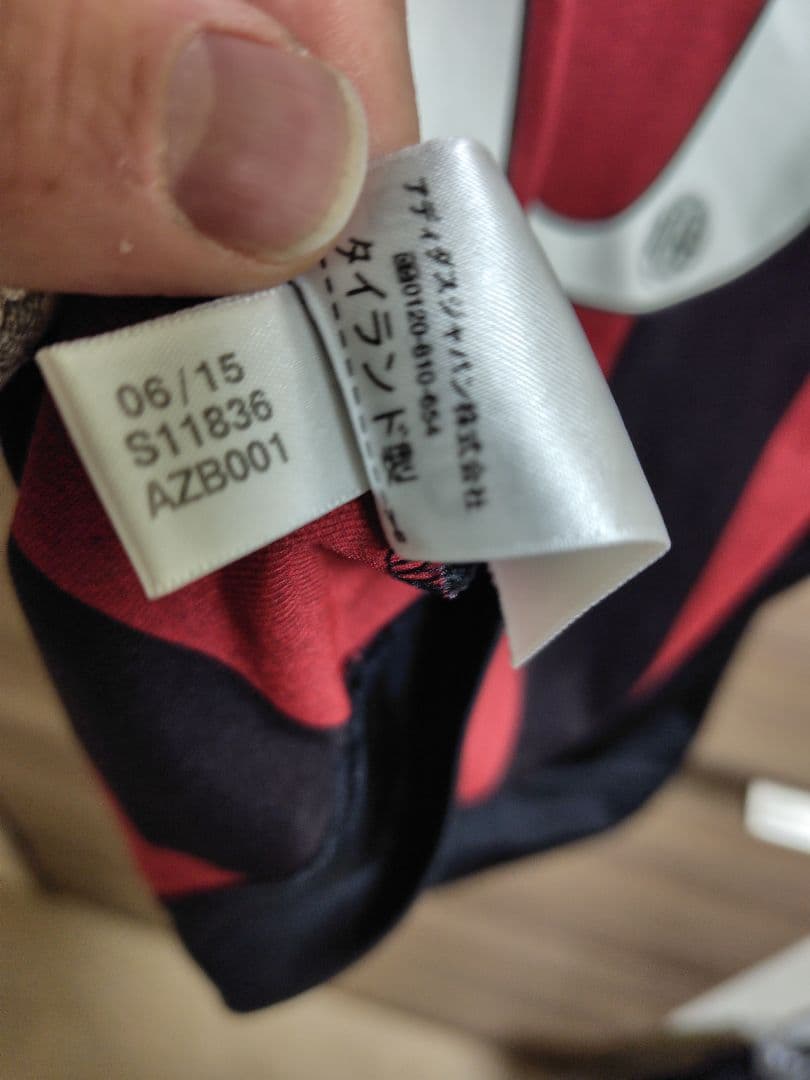 06/15
S11836
AZB001
アディダスジャパン株式会社
0120-810-654
タイランド製